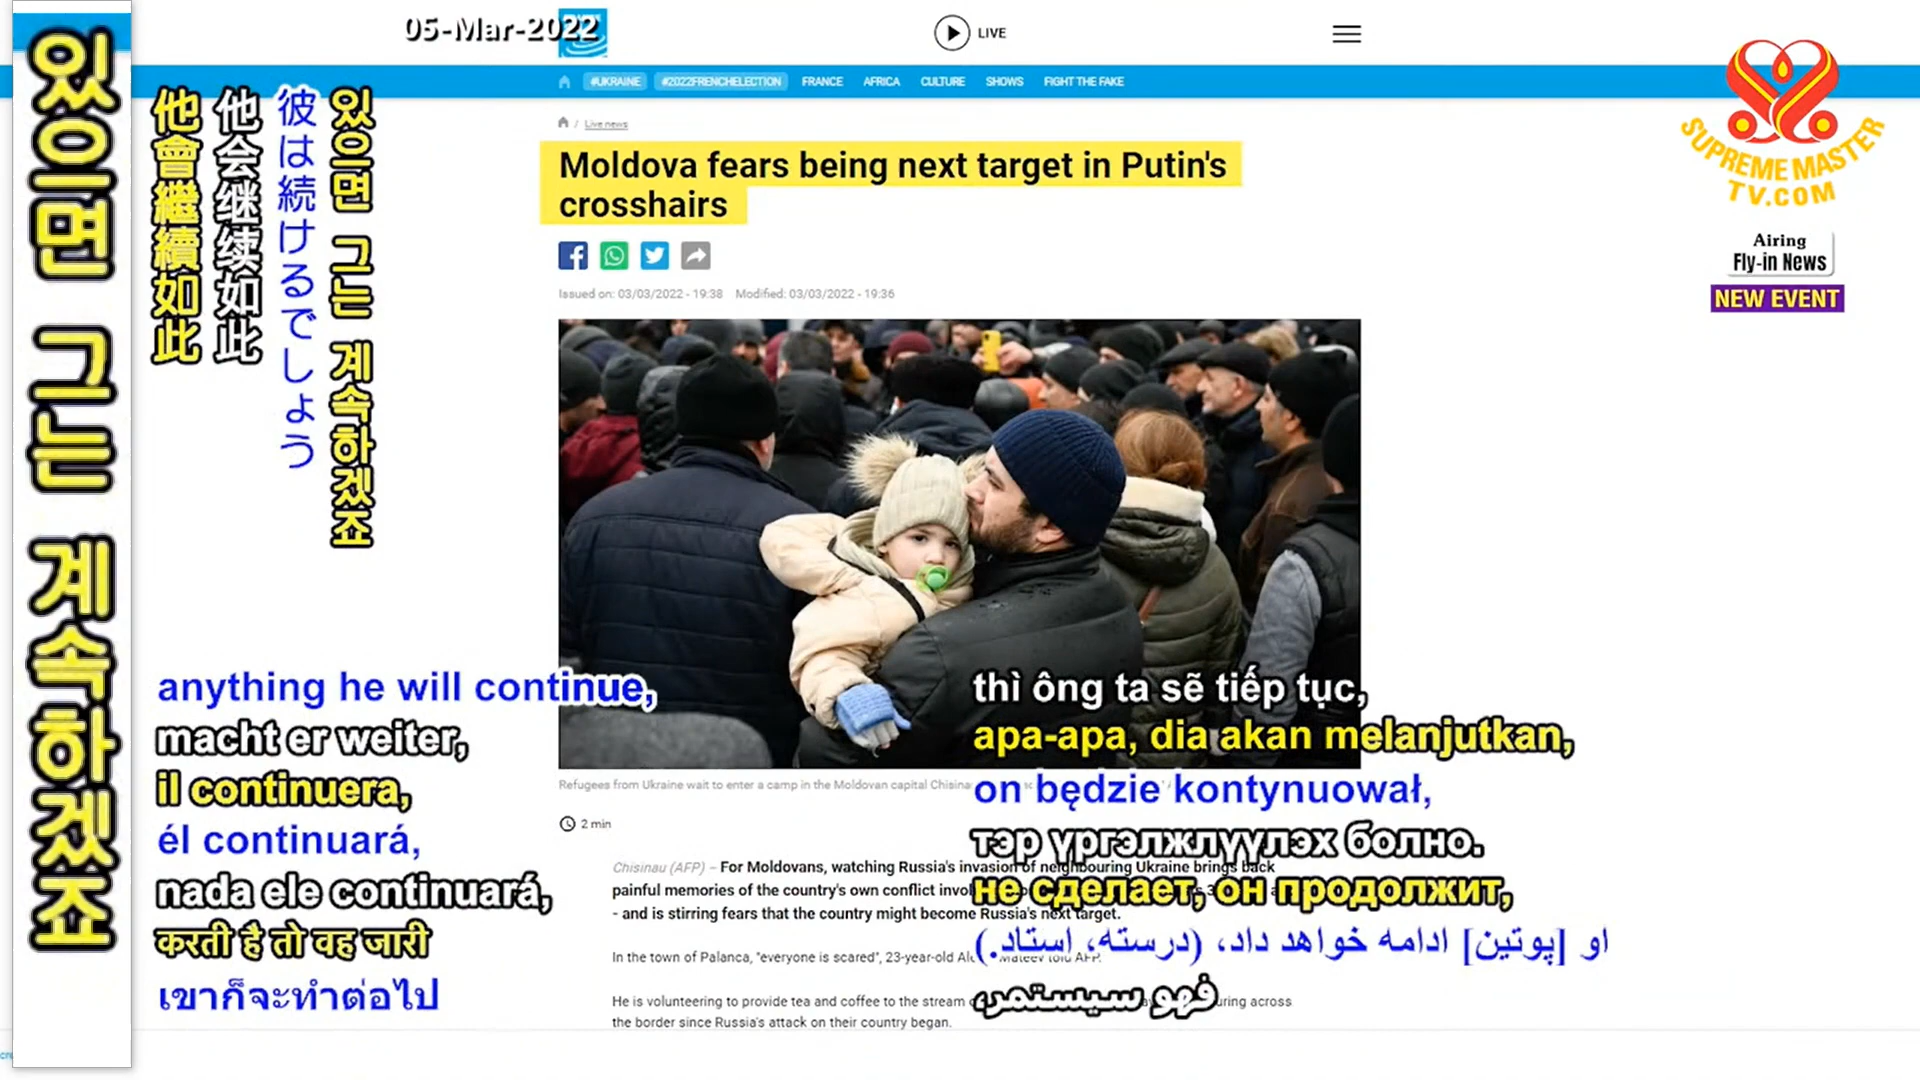 05-Mar-2022
LIVE
#UKRAINE #2022FRENCHELECTION FRANCE AFRICA CULTURE SHOWS FIGHT THE FAKE
/ Live news
Moldova fears being next target in Putin's
crosshairs
Issued on: 03/03/2022 - 19:38 Modified: 03/03/2022 - 19:36
SUPREME MASTER
TV.COM
Airing
Fly-in News
NEW EVENT
있으면 그는 계속하겠죠
他會繼續如此
他会继续如此
彼は続けるでしょう
있으면 그는 계속하겠죠
anything he will continue,
macht er weiter,
il continuera,
él continuará,
nada ele continuará,
करती है तो वह जारी
เขาก็จะทำต่อไป
thì ông ta sẽ tiếp tục,
apa-apa, dia akan melanjutkan,
on będzie kontynuował,
тэр үргэлжлүүлэх болно.
не сделает, он продолжит,
او [پوتین] ادامه خواهد داد، (درسته، استاد.)
فهو سيستمر،
Refugees from Ukraine wait to enter a camp in the Moldovan capital
2 min
Chisinau (AFP) – For Moldovans, watching Russia's invasion of neighbouring Ukraine brings back
painful memories of the country's own conflict
- and is stirring fears that the country might become Russia's next target.
In the town of Palanca, "everyone is scared", 23-year-old Mateev told AFP.
He is volunteering to provide tea and coffee to the stream across
the border since Russia's attack on their country began.